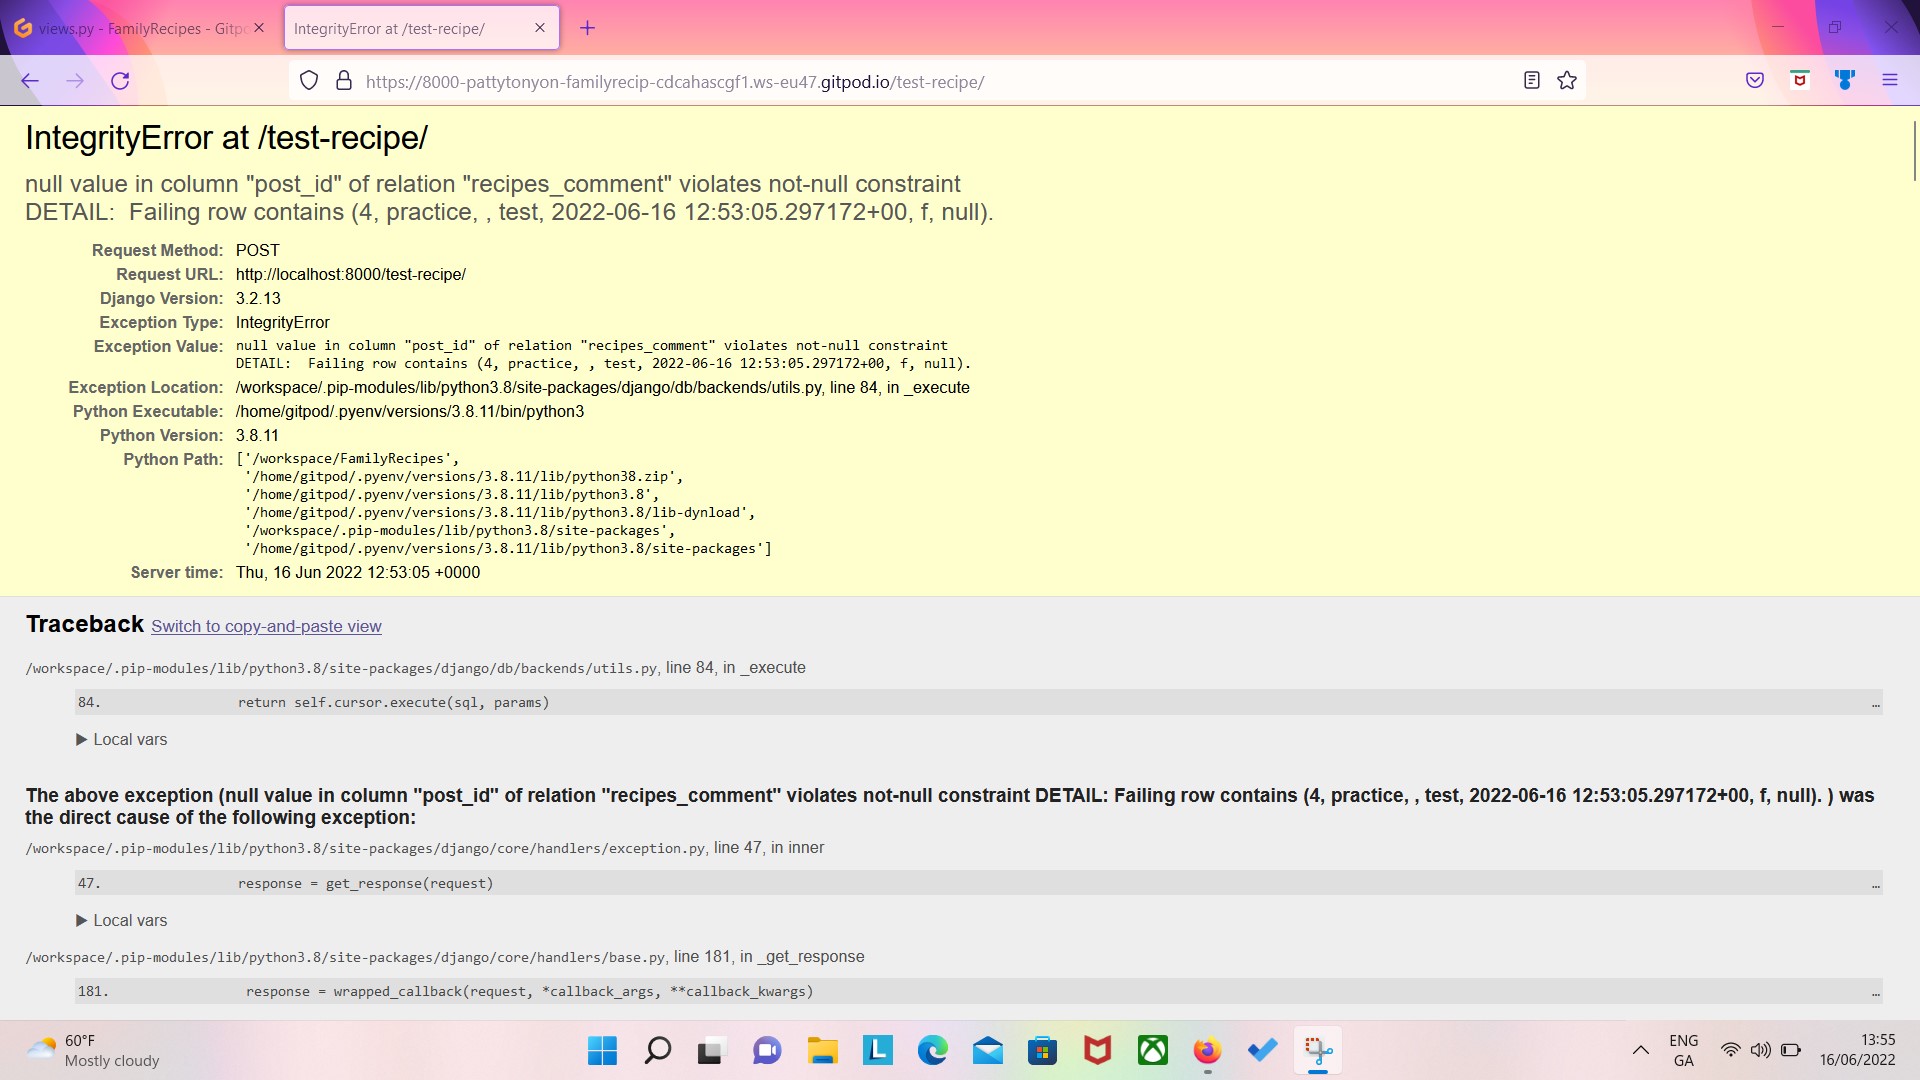 views.py - FamilyRecipes - Gitpo
IntegrityError at /test-recipe/
https://8000-pattytonyon-familyrecip-cdcahascgf1.ws-eu47.gitpod.io/test-recipe/
IntegrityError at /test-recipe/
null value in column "post_id" of relation "recipes_comment" violates not-null constraint
DETAIL:  Failing row contains (4, practice, , test, 2022-06-16 12:53:05.297172+00, f, null).
Request Method: POST
Request URL: http://localhost:8000/test-recipe/
Django Version: 3.2.13
Exception Type: IntegrityError
Exception Value: null value in column "post_id" of relation "recipes_comment" violates not-null constraint
DETAIL:  Failing row contains (4, practice, , test, 2022-06-16 12:53:05.297172+00, f, null).
Exception Location: /workspace/.pip-modules/lib/python3.8/site-packages/django/db/backends/utils.py, line 84, in _execute
Python Executable: /home/gitpod/.pyenv/versions/3.8.11/bin/python3
Python Version: 3.8.11
Python Path: ['/workspace/FamilyRecipes',
'/home/gitpod/.pyenv/versions/3.8.11/lib/python38.zip',
'/home/gitpod/.pyenv/versions/3.8.11/lib/python3.8',
'/home/gitpod/.pyenv/versions/3.8.11/lib/python3.8/lib-dynload',
'/workspace/.pip-modules/lib/python3.8/site-packages',
'/home/gitpod/.pyenv/versions/3.8.11/lib/python3.8/site-packages']
Server time: Thu, 16 Jun 2022 12:53:05 +0000
Traceback Switch to copy-and-paste view
/workspace/.pip-modules/lib/python3.8/site-packages/django/db/backends/utils.py, line 84, in _execute
84. return self.cursor.execute(sql, params) …
▶ Local vars
The above exception (null value in column "post_id" of relation "recipes_comment" violates not-null constraint DETAIL: Failing row contains (4, practice, , test, 2022-06-16 12:53:05.297172+00, f, null). ) was
the direct cause of the following exception:
/workspace/.pip-modules/lib/python3.8/site-packages/django/core/handlers/exception.py, line 47, in inner
47. response = get_response(request) …
▶ Local vars
/workspace/.pip-modules/lib/python3.8/site-packages/django/core/handlers/base.py, line 181, in _get_response
181. response = wrapped_callback(request, *callback_args, **callback_kwargs) …
60°F
Mostly cloudy
L
ENG
GA
13:55
16/06/2022